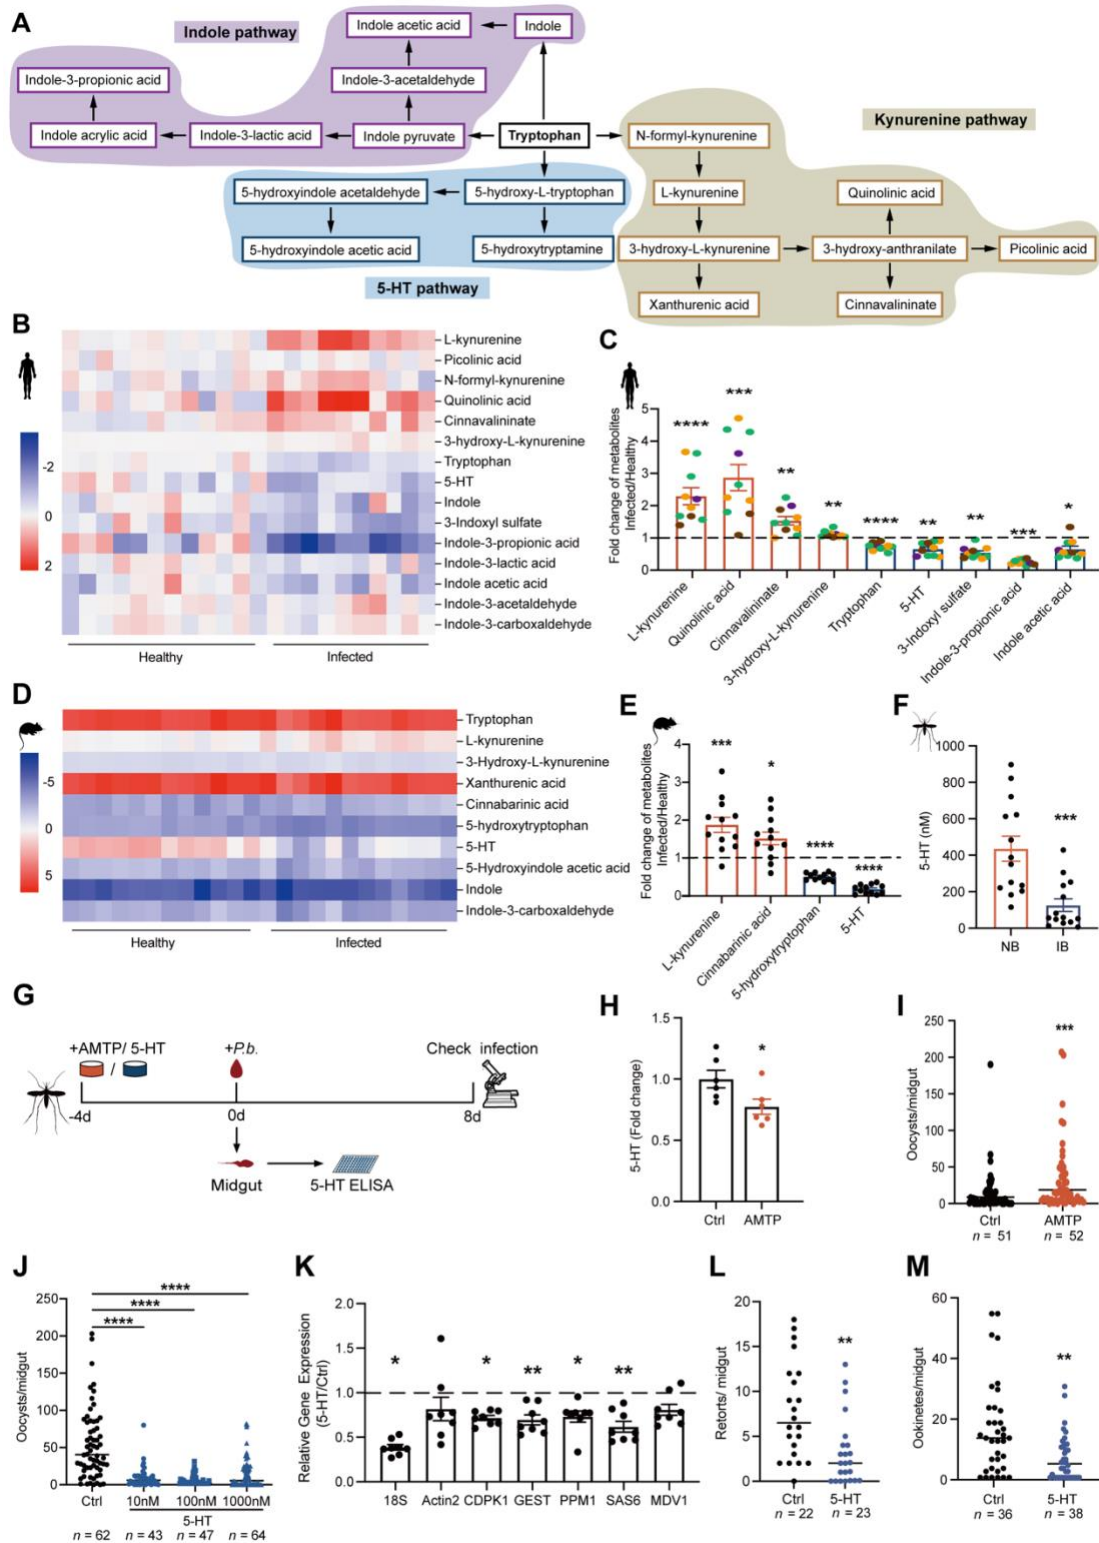 A
Indole pathway
Indole acetic acid
Indole
Indole-3-propionic acid
Indole-3-acetaldehyde
Indole acrylic acid
Indole-3-lactic acid
Indole pyruvate
Tryptophan
N-formyl-kynurenine
Kynurenine pathway
5-hydroxyindole acetaldehyde
5-hydroxy-L-tryptophan
L-kynurenine
Quinolinic acid
5-hydroxyindole acetic acid
5-hydroxytryptamine
3-hydroxy-L-kynurenine
3-hydroxy-anthranilate
Picolinic acid
5-HT pathway
Xanthurenic acid
Cinnavalininate
B
-2
0
2
L-kynurenine
Picolinic acid
N-formyl-kynurenine
Quinolinic acid
Cinnavalininate
3-hydroxy-L-kynurenine
Tryptophan
5-HT
Indole
3-Indoxyl sulfate
Indole-3-propionic acid
Indole-3-lactic acid
Indole acetic acid
Indole-3-acetaldehyde
Indole-3-carboxaldehyde
Healthy
Infected
C
Fold change of metabolites
Infected/Healthy
5
4
3
2
1
0
****
***
**
**
****
**
**
***
*
L-kynurenine
Quinolinic acid
Cinnavalininate
3-hydroxy-L-kynurenine
Tryptophan
5-HT
3-Indoxyl sulfate
Indole-3-propionic acid
Indole acetic acid
D
-5
0
5
Tryptophan
L-kynurenine
3-Hydroxy-L-kynurenine
Xanthurenic acid
Cinnabarinic acid
5-hydroxytryptophan
5-HT
5-Hydroxyindole acetic acid
Indole
Indole-3-carboxaldehyde
Healthy
Infected
E
Fold change of metabolites
Infected/Healthy
4
3
2
1
0
***
*
****
****
L-kynurenine
Cinnabarinic acid
5-hydroxytryptophan
5-HT
F
5-HT (nM)
1000
800
600
400
200
0
***
NB
IB
G
+AMTP/ 5-HT
/
+P.b.
Check infection
-4d
0d
8d
Midgut
5-HT ELISA
H
5-HT (Fold change)
1.5
1.0
0.5
0.0
*
Ctrl
AMTP
I
Oocysts/midgut
250
200
150
100
50
0
***
Ctrl
AMTP
n = 51
n = 52
J
Oocysts/midgut
250
200
150
100
50
0
****
****
****
Ctrl
10nM
100nM
1000nM
5-HT
n = 62
n = 43
n = 47
n = 64
K
Relative Gene Expression
(5-HT/Ctrl)
2.0
1.5
1.0
0.5
0.0
*
*
**
*
**
18S
Actin2
CDPK1
GEST
PPM1
SAS6
MDV1
L
Retorts/ midgut
20
15
10
5
0
**
Ctrl
5-HT
n = 22
n = 23
M
Ookinetes/midgut
60
40
20
0
**
Ctrl
5-HT
n = 36
n = 38